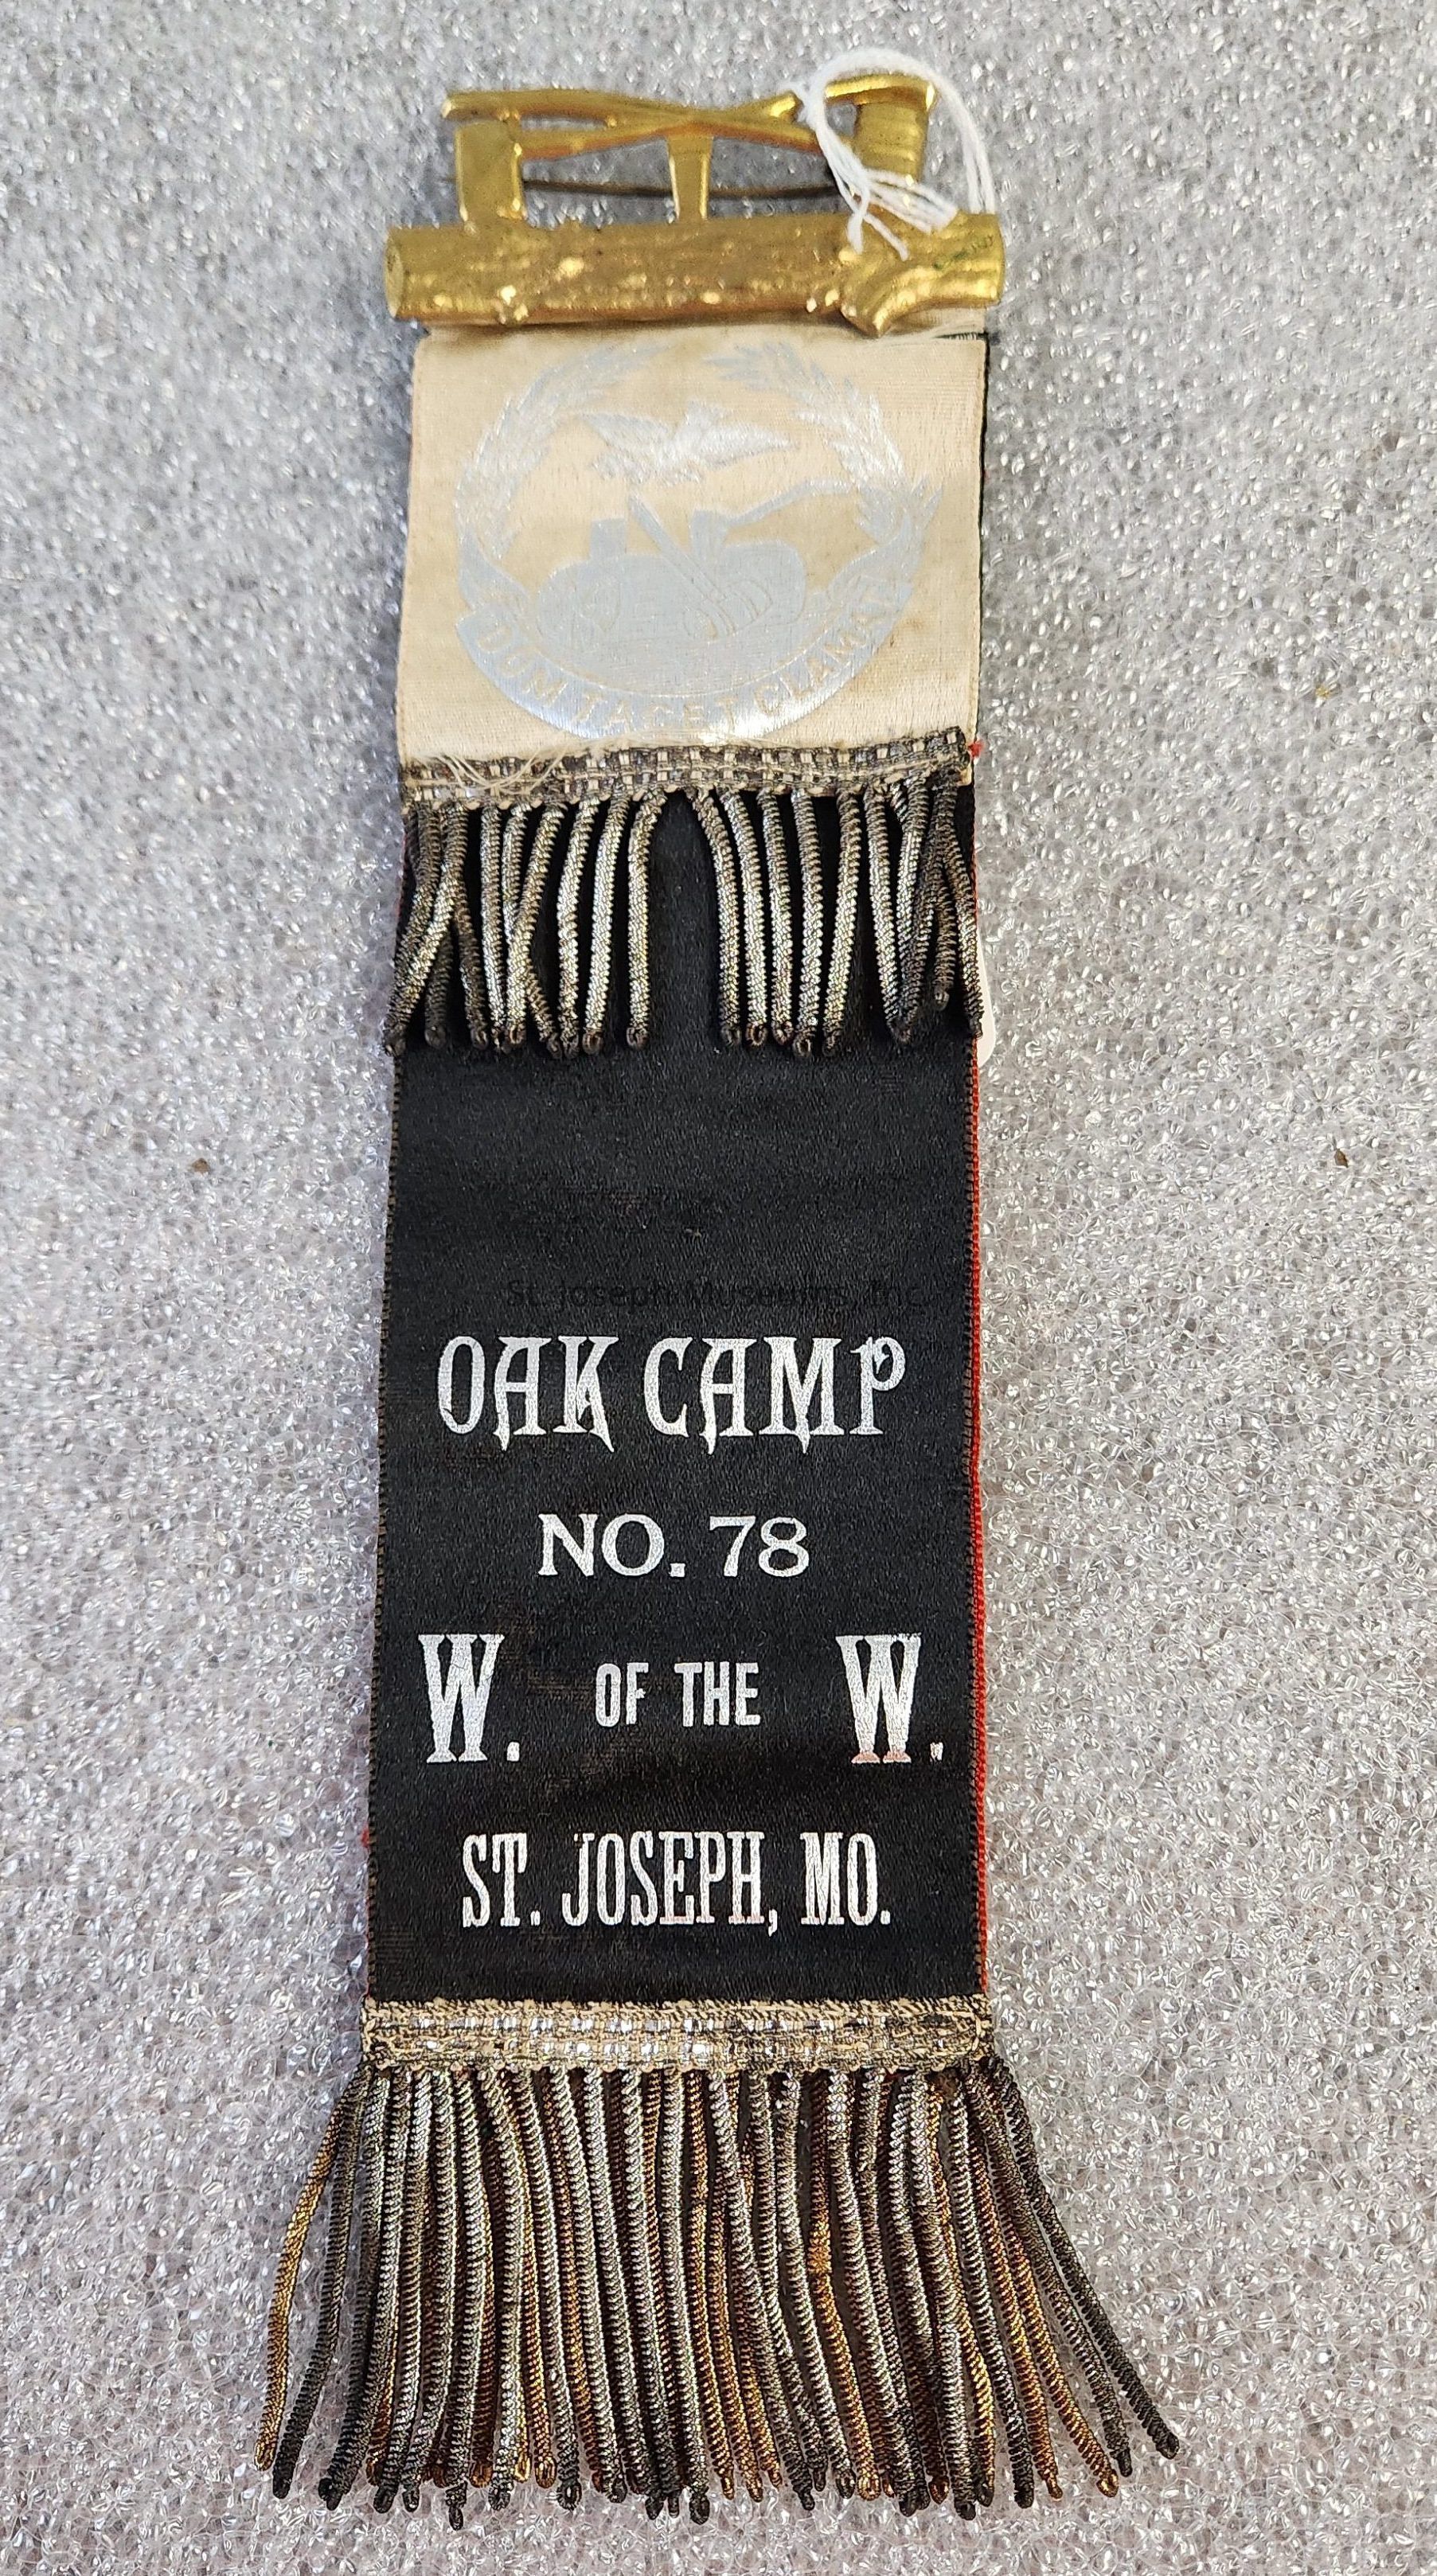 DUM TACET CLAMAT
St. Joseph Museums, Inc.
OAK CAMP
NO. 78
W. OF THE W.
ST. JOSEPH, MO.